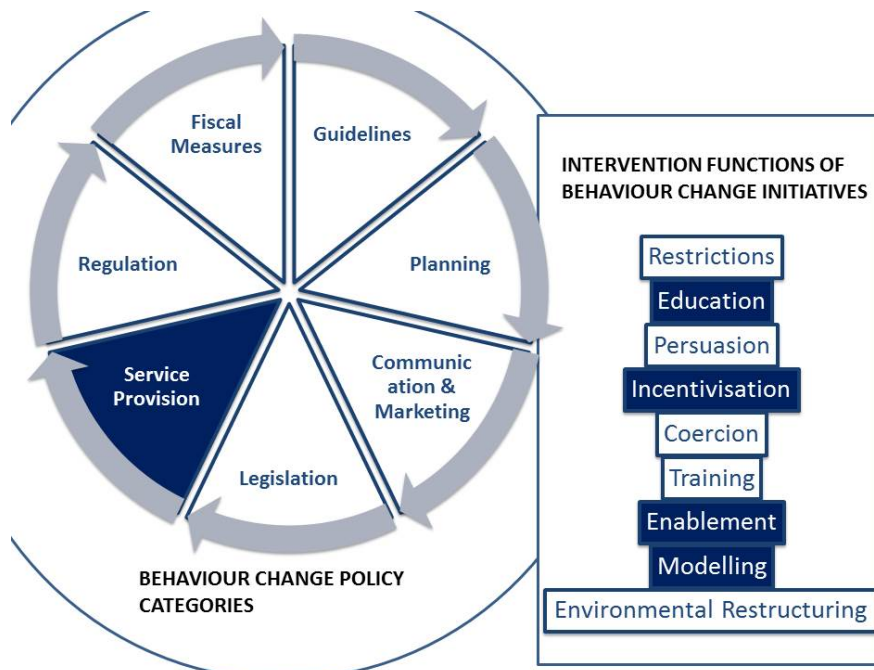 Fiscal
Measures
Guidelines
Regulation
Planning
Service
Provision
Communic
ation &
Marketing
Legislation
BEHAVIOUR CHANGE POLICY
CATEGORIES
INTERVENTION FUNCTIONS OF
BEHAVIOUR CHANGE INITIATIVES
Restrictions
Education
Persuasion
Incentivisation
Coercion
Training
Enablement
Modelling
Environmental Restructuring